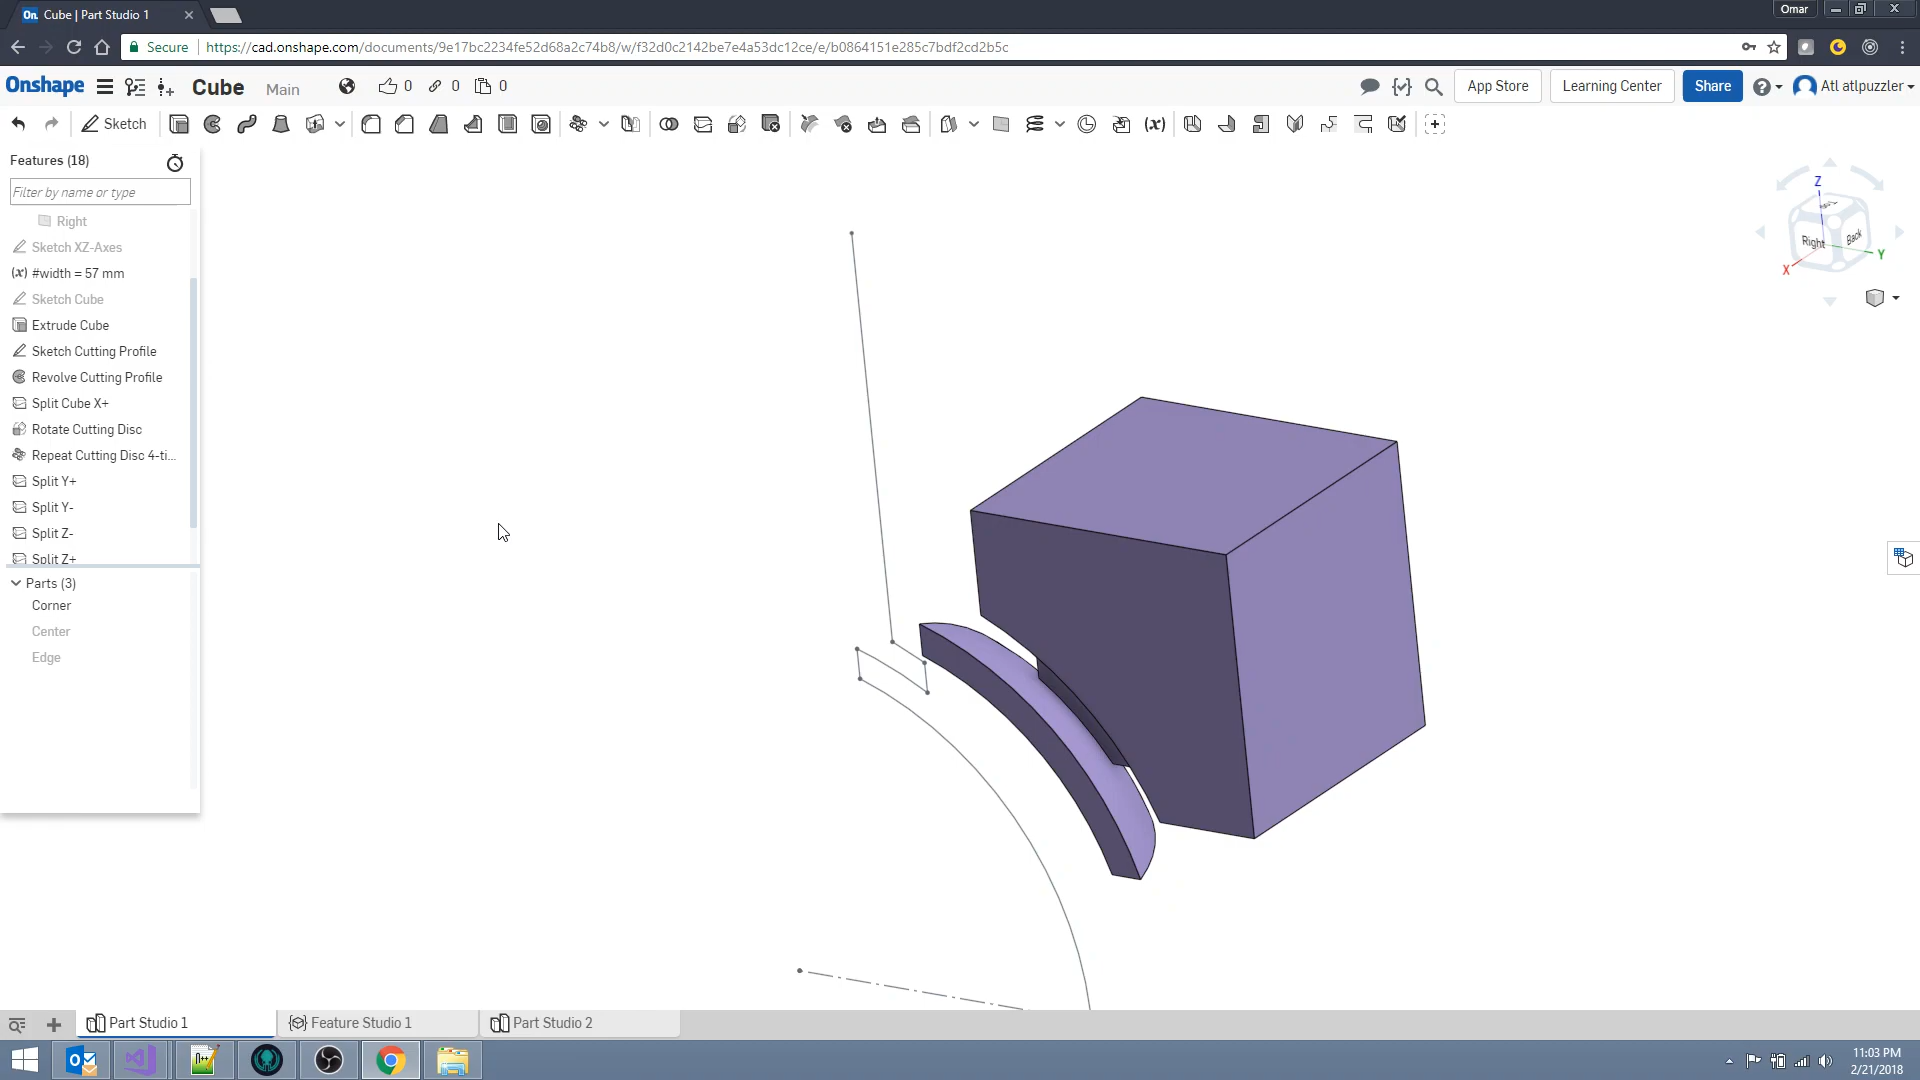 On. Cube | Part Studio 1
Omar
Secure https://cad.onshape.com/documents/9e17bc2234fe52d68a2c74b8/w/f32d0c2142be7e4a53dc12ce/e/b0864151e285c7bdf2cd2b5c
Onshape Cube Main 0 0 0 App Store Learning Center Share ? Atl atlpuzzler
Sketch (x)
Features (18)
Filter by name or type
Right
Sketch XZ-Axes
(x) #width = 57 mm
Sketch Cube
Extrude Cube
Sketch Cutting Profile
Revolve Cutting Profile
Split Cube X+
Rotate Cutting Disc
Repeat Cutting Disc 4-ti...
Split Y+
Split Y-
Split Z-
Split Z+
Parts (3)
Corner
Center
Edge
Z
Right Back
X Y
Part Studio 1 Feature Studio 1 Part Studio 2
11:03 PM
2/21/2018